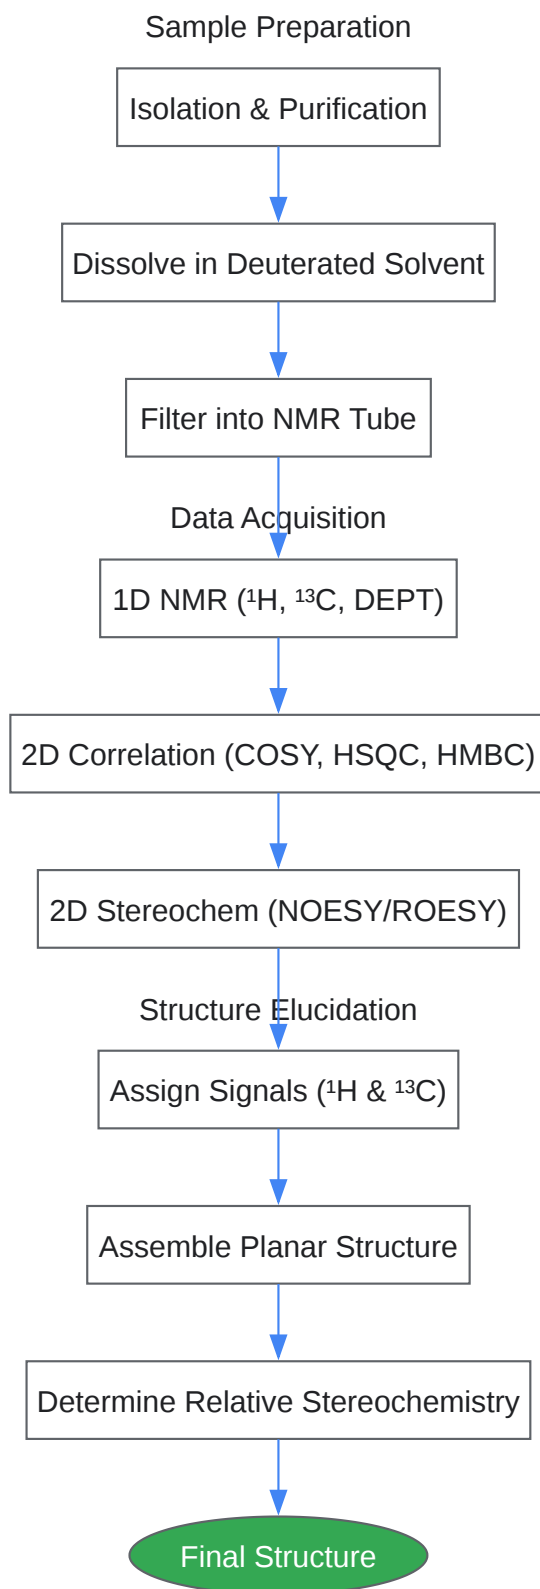 Sample Preparation
Isolation & Purification
Dissolve in Deuterated Solvent
Filter into NMR Tube
Data Acquisition
1D NMR (¹H, ¹³C, DEPT)
2D Correlation (COSY, HSQC, HMBC)
2D Stereochem (NOESY/ROESY)
Structure Elucidation
Assign Signals (¹H & ¹³C)
Assemble Planar Structure
Determine Relative Stereochemistry
Final Structure